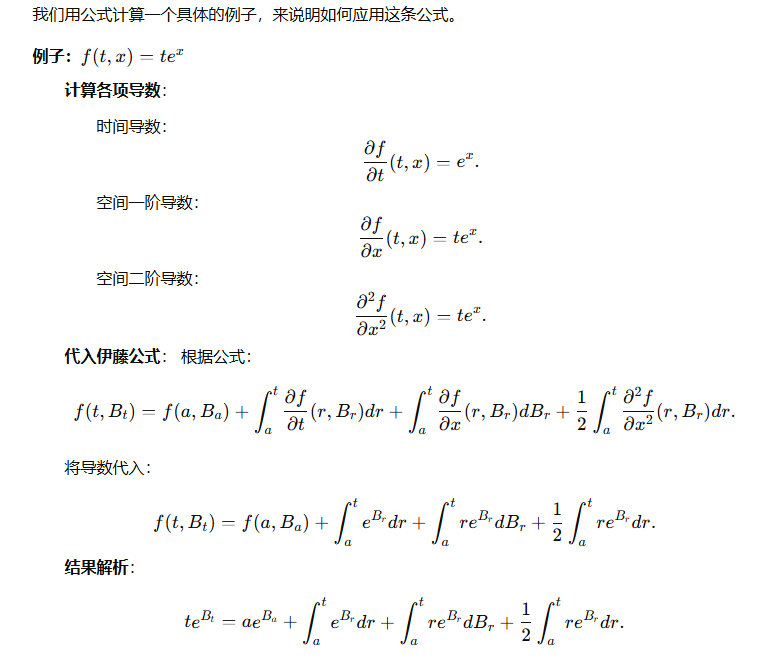 我们用公式计算一个具体的例子，来说明如何应用这条公式。
例子：$f(t, x) = te^x$
计算各项导数：
时间导数：
$\frac{\partial f}{\partial t}(t, x) = e^x.$
空间一阶导数：
$\frac{\partial f}{\partial x}(t, x) = te^x.$
空间二阶导数：
$\frac{\partial^2 f}{\partial x^2}(t, x) = te^x.$
代入伊藤公式： 根据公式：
$f(t, B_t) = f(a, B_a) + \int_a^t \frac{\partial f}{\partial t}(r, B_r)dr + \int_a^t \frac{\partial f}{\partial x}(r, B_r)dB_r + \frac{1}{2} \int_a^t \frac{\partial^2 f}{\partial x^2}(r, B_r)dr.$
将导数代入：
$f(t, B_t) = f(a, B_a) + \int_a^t e^{B_r}dr + \int_a^t re^{B_r}dB_r + \frac{1}{2} \int_a^t re^{B_r}dr.$
结果解析：
$te^{B_t} = ae^{B_a} + \int_a^t e^{B_r}dr + \int_a^t re^{B_r}dB_r + \frac{1}{2} \int_a^t re^{B_r}dr.$